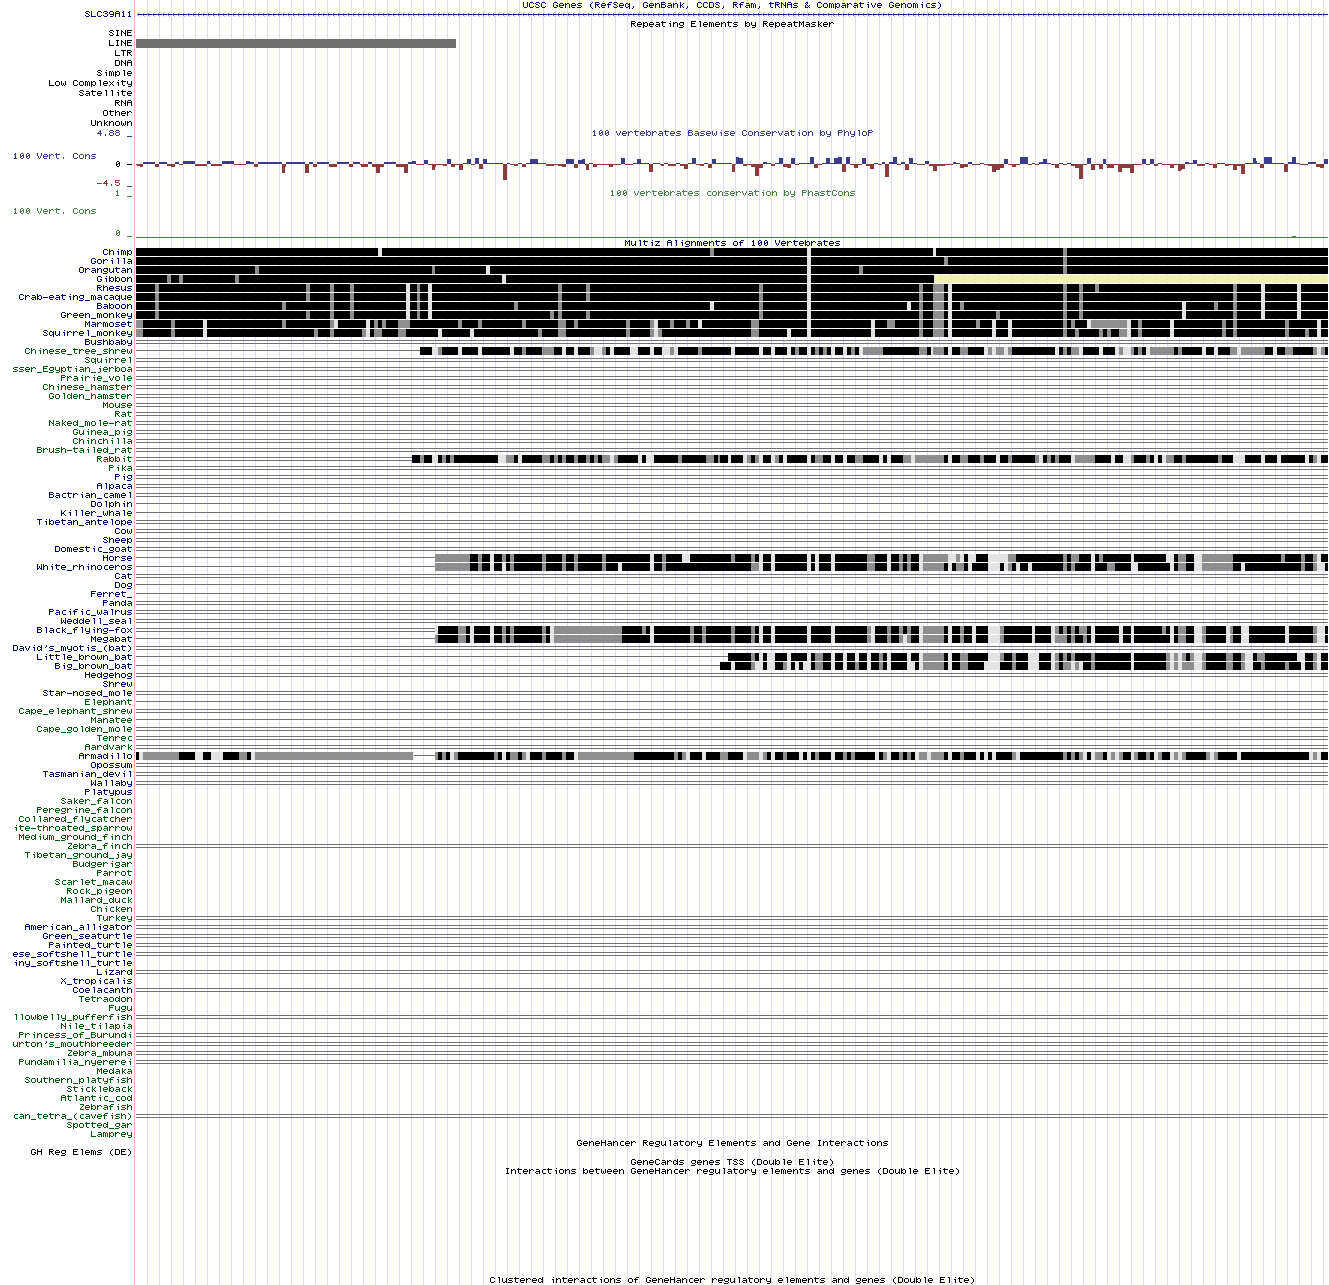 UCSC Genes (RefSeq, GenBank, CCDS, Rfam, tRNAs & Comparative Genomics)
SLC39A11
Repeating Elements by RepeatMasker
SINE
LINE
LTR
DNA
Simple
Low Complexity
Satellite
RNA
Other
Unknown
100 vertebrates Basewise Conservation by PhyloP
4.88 _
100 Vert. Cons
0 –
-4.5 _
100 vertebrates conservation by PhastCons
1 _
100 Vert. Cons
0 _
Multiz Alignments of 100 Vertebrates
Chimp
Gorilla
Orangutan
Gibbon
Rhesus
Crab-eating_macaque
Baboon
Green_monkey
Marmoset
Squirrel_monkey
Bushbaby
Chinese_tree_shrew
Squirrel
sser_Egyptian_jerboa
Prairie_vole
Chinese_hamster
Golden_hamster
Mouse
Rat
Naked_mole-rat
Guinea_pig
Chinchilla
Brush-tailed_rat
Rabbit
Pika
Pig
Alpaca
Bactrian_camel
Dolphin
Killer_whale
Tibetan_antelope
Cow
Sheep
Domestic_goat
Horse
White_rhinoceros
Cat
Dog
Ferret_
Panda
Pacific_walrus
Weddell_seal
Black_flying-fox
Megabat
David's_myotis_(bat)
Little_brown_bat
Big_brown_bat
Hedgehog
Shrew
Star-nosed_mole
Elephant
Cape_elephant_shrew
Manatee
Cape_golden_mole
Tenrec
Aardvark
Armadillo
Opossum
Tasmanian_devil
Wallaby
Platypus
Saker_falcon
Peregrine_falcon
Collared_flycatcher
ite-throated_sparrow
Medium_ground_finch
Zebra_finch
Tibetan_ground_jay
Budgerigar
Parrot
Scarlet_macaw
Rock_pigeon
Mallard_duck
Chicken
Turkey
American_alligator
Green_seaturtle
Painted_turtle
ese_softshell_turtle
iny_softshell_turtle
Lizard
X_tropicalis
Coelacanth
Tetraodon
Fugu
llowbelly_pufferfish
Nile_tilapia
Princess_of_Burundi
urton's_mouthbreeder
Zebra_mbuna
Pundamilia_nyererei
Medaka
Southern_platyfish
Stickleback
Atlantic_cod
Zebrafish
can_tetra_(cavefish)
Spotted_gar
Lamprey
GeneHancer Regulatory Elements and Gene Interactions
GH Reg Elems (DE)
GeneCards genes TSS (Double Elite)
Interactions between GeneHancer regulatory elements and genes (Double Elite)
Clustered interactions of GeneHancer regulatory elements and genes (Double Elite)